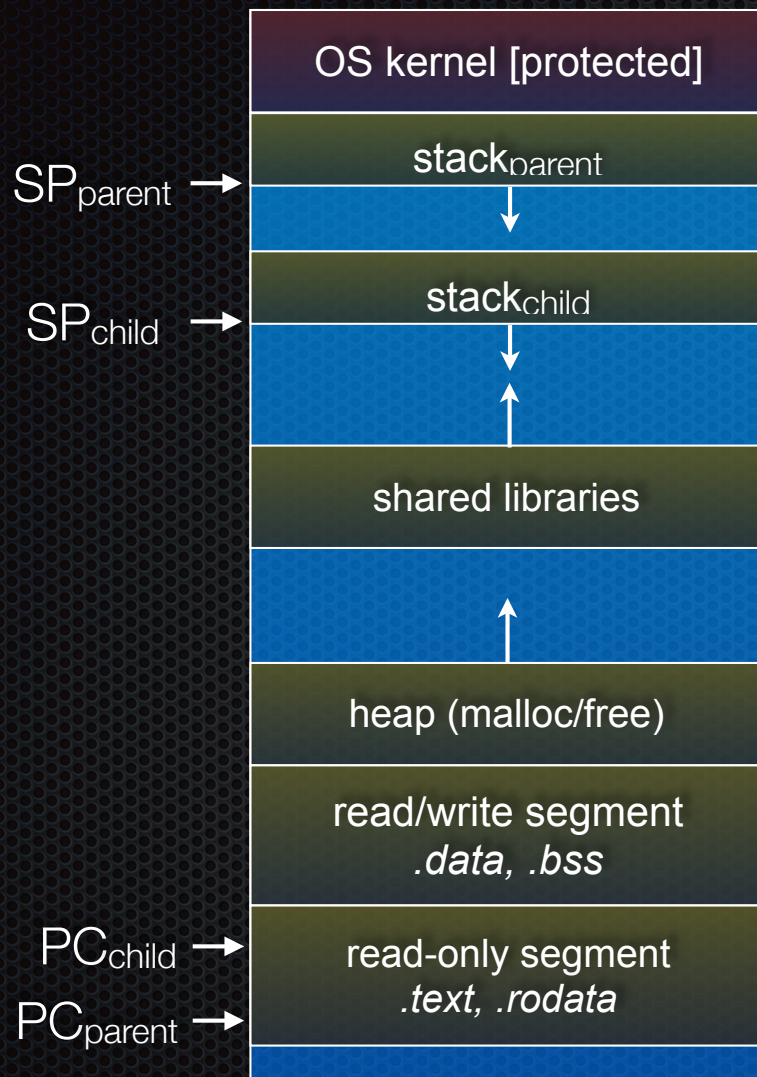 OS kernel [protected]
stackparent
SPparent
stackchild
SPchild
shared libraries
heap (malloc/free)
read/write segment
.data, .bss
PCchild
read-only segment
.text, .rodata
PCparent